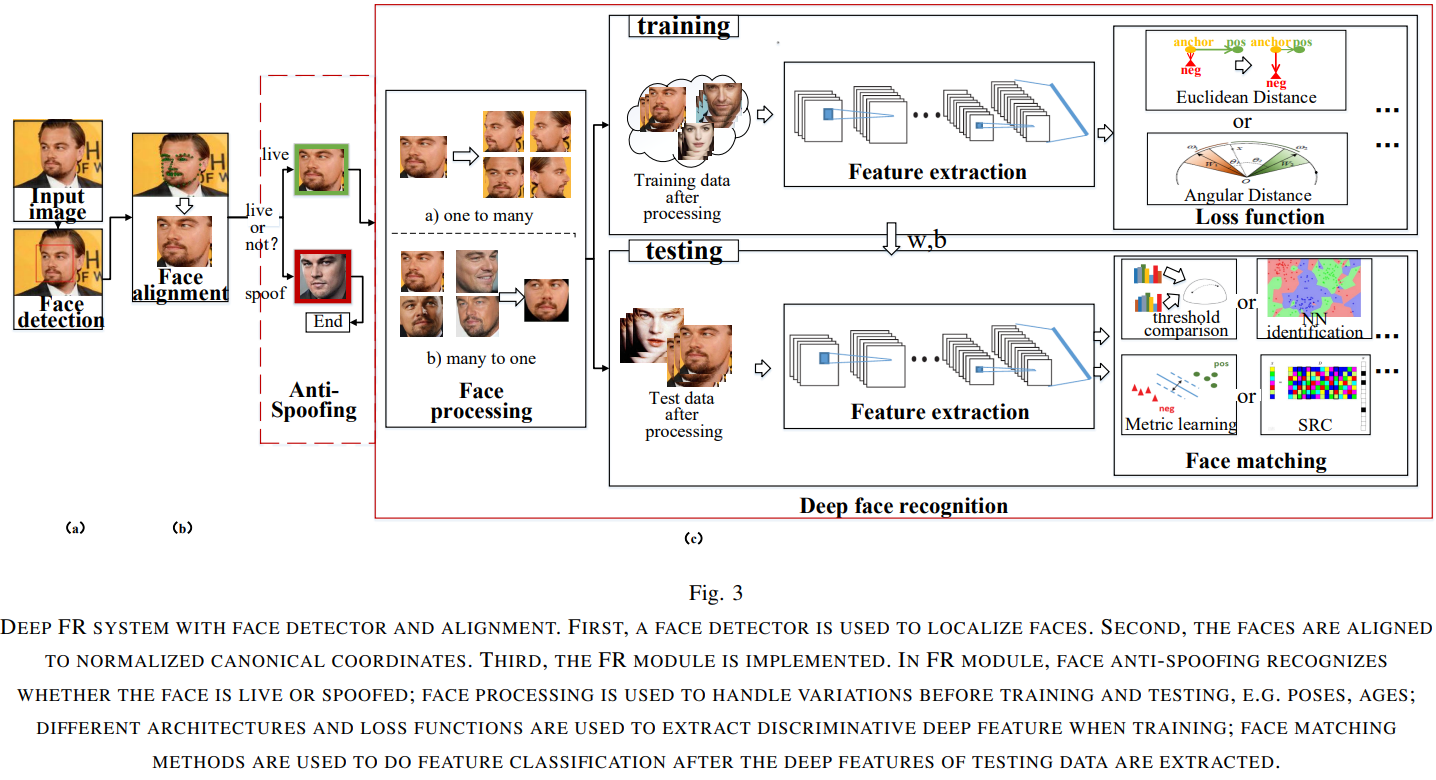 training
anchor pos anchor pos
neg
neg
Euclidean Distance
or
Angular Distance
Loss function
...
...
Training data
after
processing
Feature extraction
w,b
Input
image
Face
detection
Face
alignment
live
live
or
not?
spoof
End
Anti-
Spoofing
a) one to many
b) many to one
Face
processing
testing
Test data
after
processing
Feature extraction
threshold
comparison
or
NN
identification
...
pos
neg
Metric learning
or
SRC
...
Face matching
Deep face recognition
(a)
(b)
(c)
Fig. 3
DEEP FR SYSTEM WITH FACE DETECTOR AND ALIGNMENT. FIRST, A FACE DETECTOR IS USED TO LOCALIZE FACES. SECOND, THE FACES ARE ALIGNED
TO NORMALIZED CANONICAL COORDINATES. THIRD, THE FR MODULE IS IMPLEMENTED. IN FR MODULE, FACE ANTI-SPOOFING RECOGNIZES
WHETHER THE FACE IS LIVE OR SPOOFED; FACE PROCESSING IS USED TO HANDLE VARIATIONS BEFORE TRAINING AND TESTING, E.G. POSES, AGES;
DIFFERENT ARCHITECTURES AND LOSS FUNCTIONS ARE USED TO EXTRACT DISCRIMINATIVE DEEP FEATURE WHEN TRAINING; FACE MATCHING
METHODS ARE USED TO DO FEATURE CLASSIFICATION AFTER THE DEEP FEATURES OF TESTING DATA ARE EXTRACTED.